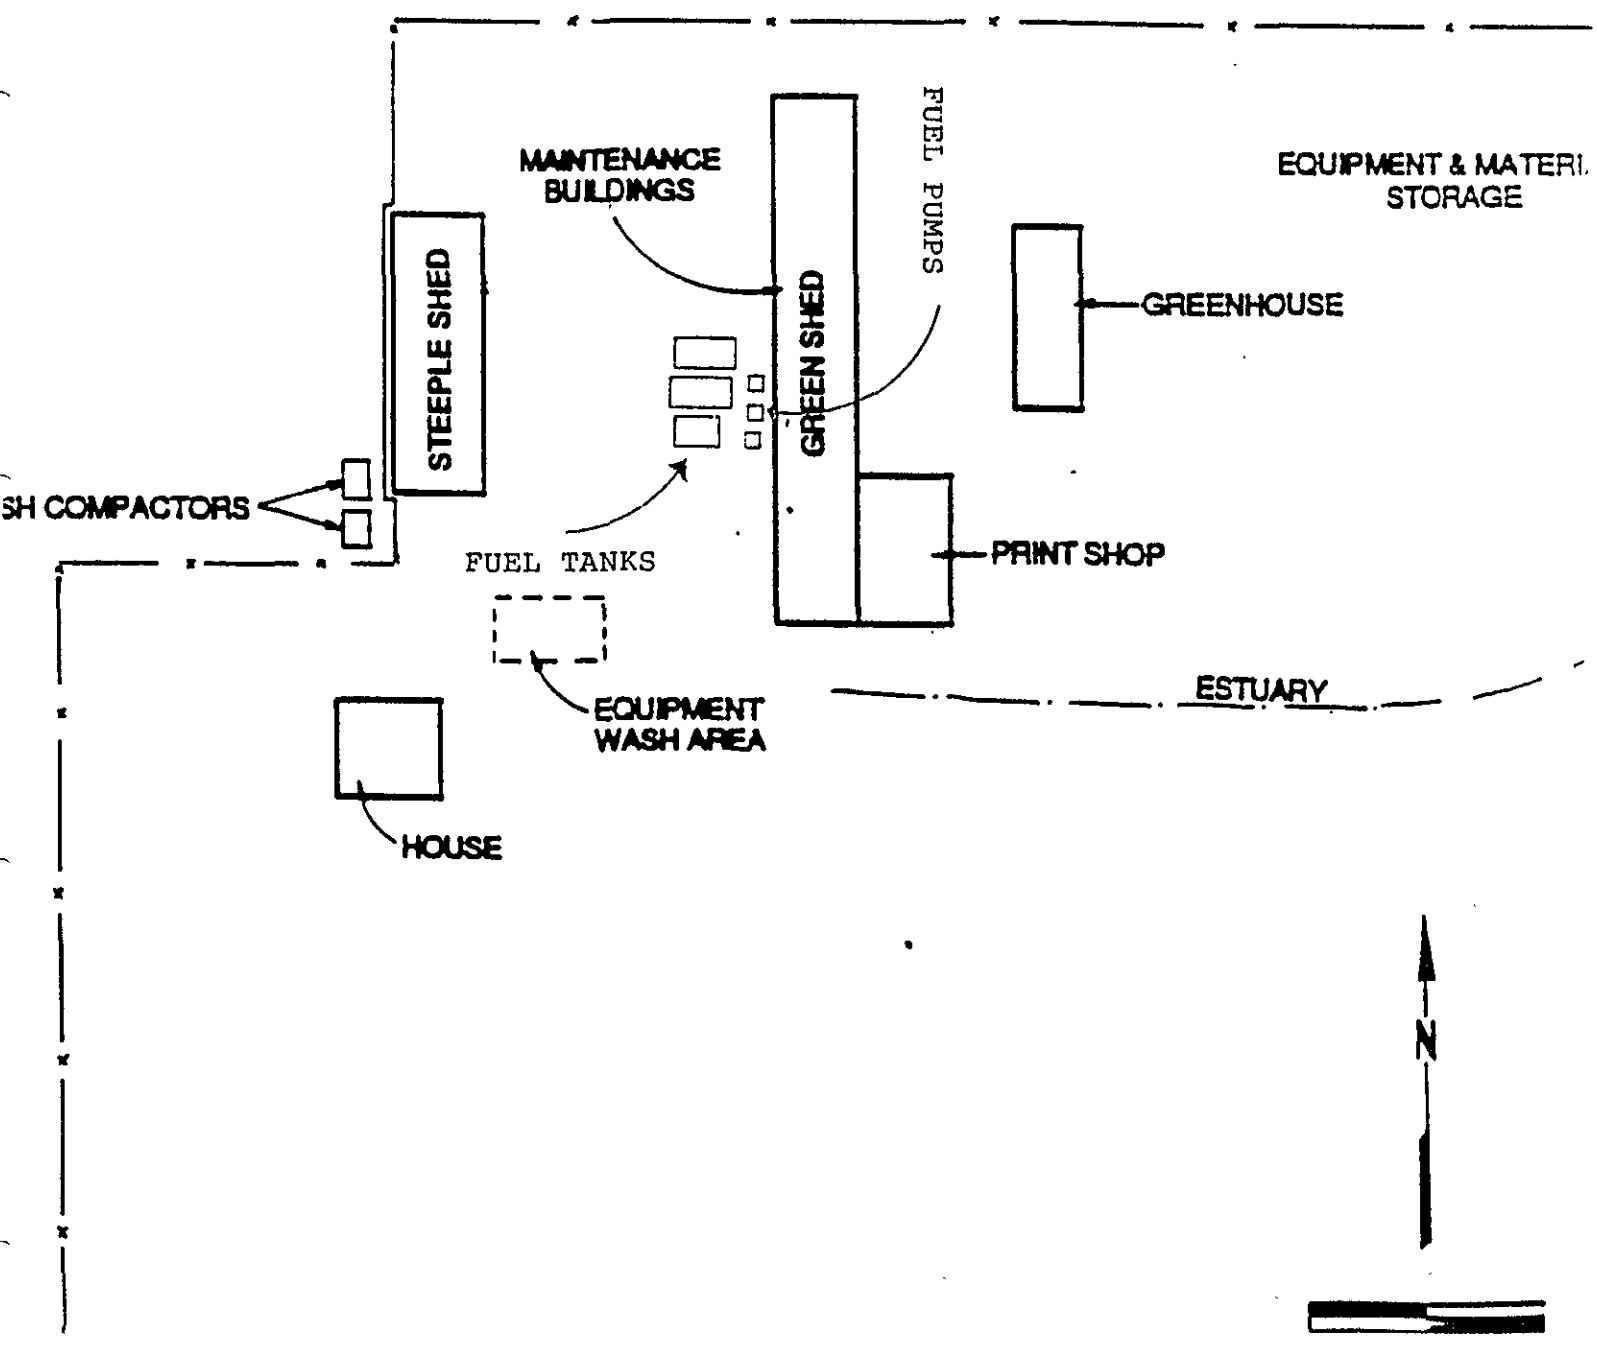 FUEL PUMPS
MAINTENANCE
BUILDINGS
EQUIPMENT & MATERI
STORAGE
STEEPLE SHED
GREEN SHED
GREENHOUSE
SH COMPACTORS
FUEL TANKS
PRINT SHOP
EQUIPMENT
WASH AREA
ESTUARY
HOUSE
N